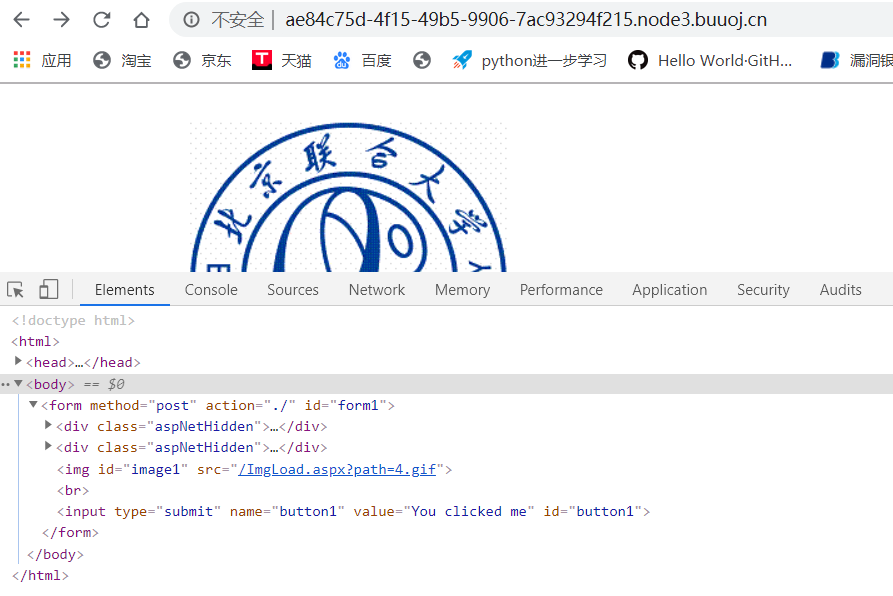 不安全 ae84c75d-4f15-49b5-9906-7ac93294f215.node3.buuoj.cn
应用 淘宝 京东 T 天猫 百度 python进一步学习 Hello World·GitH... 漏洞银
北京联合大学
Elements Console Sources Network Memory Performance Application Security Audits
<!doctype html>
<html>
<head>…</head>
<body> == $0
<form method="post" action="./" id="form1">
<div class="aspNetHidden">…</div>
<div class="aspNetHidden">…</div>
<img id="image1" src="/ImgLoad.aspx?path=4.gif">
<br>
<input type="submit" name="button1" value="You clicked me" id="button1">
</form>
</body>
</html>